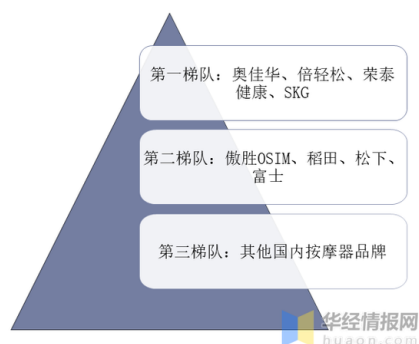 第一梯队：奥佳华、倍轻松、荣泰
健康、SKG
第二梯队：傲胜OSIM、稻田、松下、
富士
第三梯队：其他国内按摩器品牌
华经情报网
huaon.com